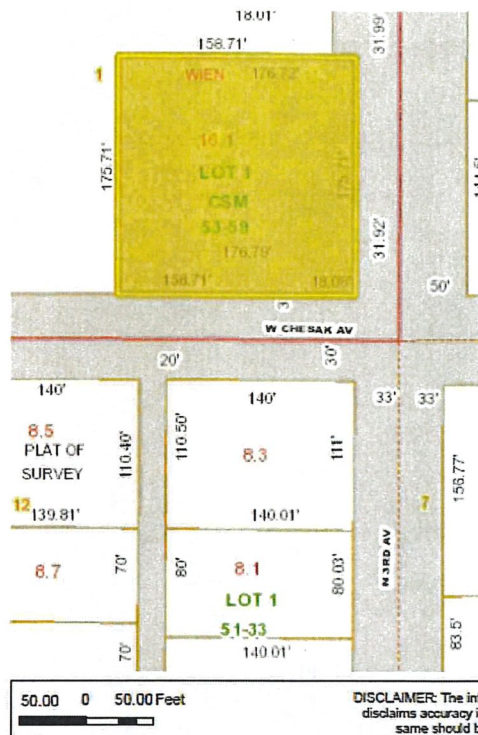 18.01'
158.71'
31.99'
1
WIEN 176.72'
16.1
175.71'
LOT 1
175.71'
CSM
53-59
31.92'
176.79'
158.71' 18.08'
50'
3
W CHESAK AV
20' 30'
140' 140' 33' 33'
8.5
PLAT OF
SURVEY
110.40'
110.50'
8.3
111'
156.77'
12
139.81' 140.01'
7
8.7
70'
80'
8.1
80.03'
N 3RD AV
LOT 1
51-33
83.5'
70'
140.01'
50.00 0 50.00 Feet
DISCLAIMER: The
disclaims accuracy
same should